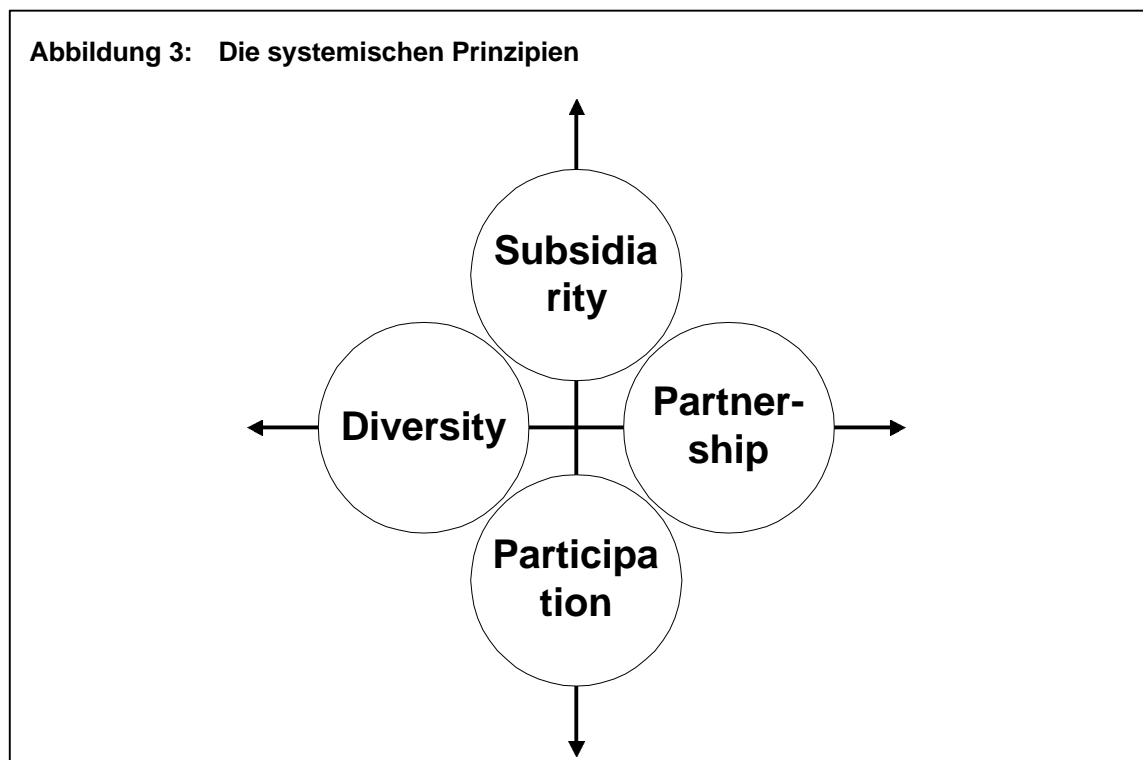 Abbildung 3: Die systemischen Prinzipien
Subsidia
rity
Diversity
Partner-
ship
Participa
tion